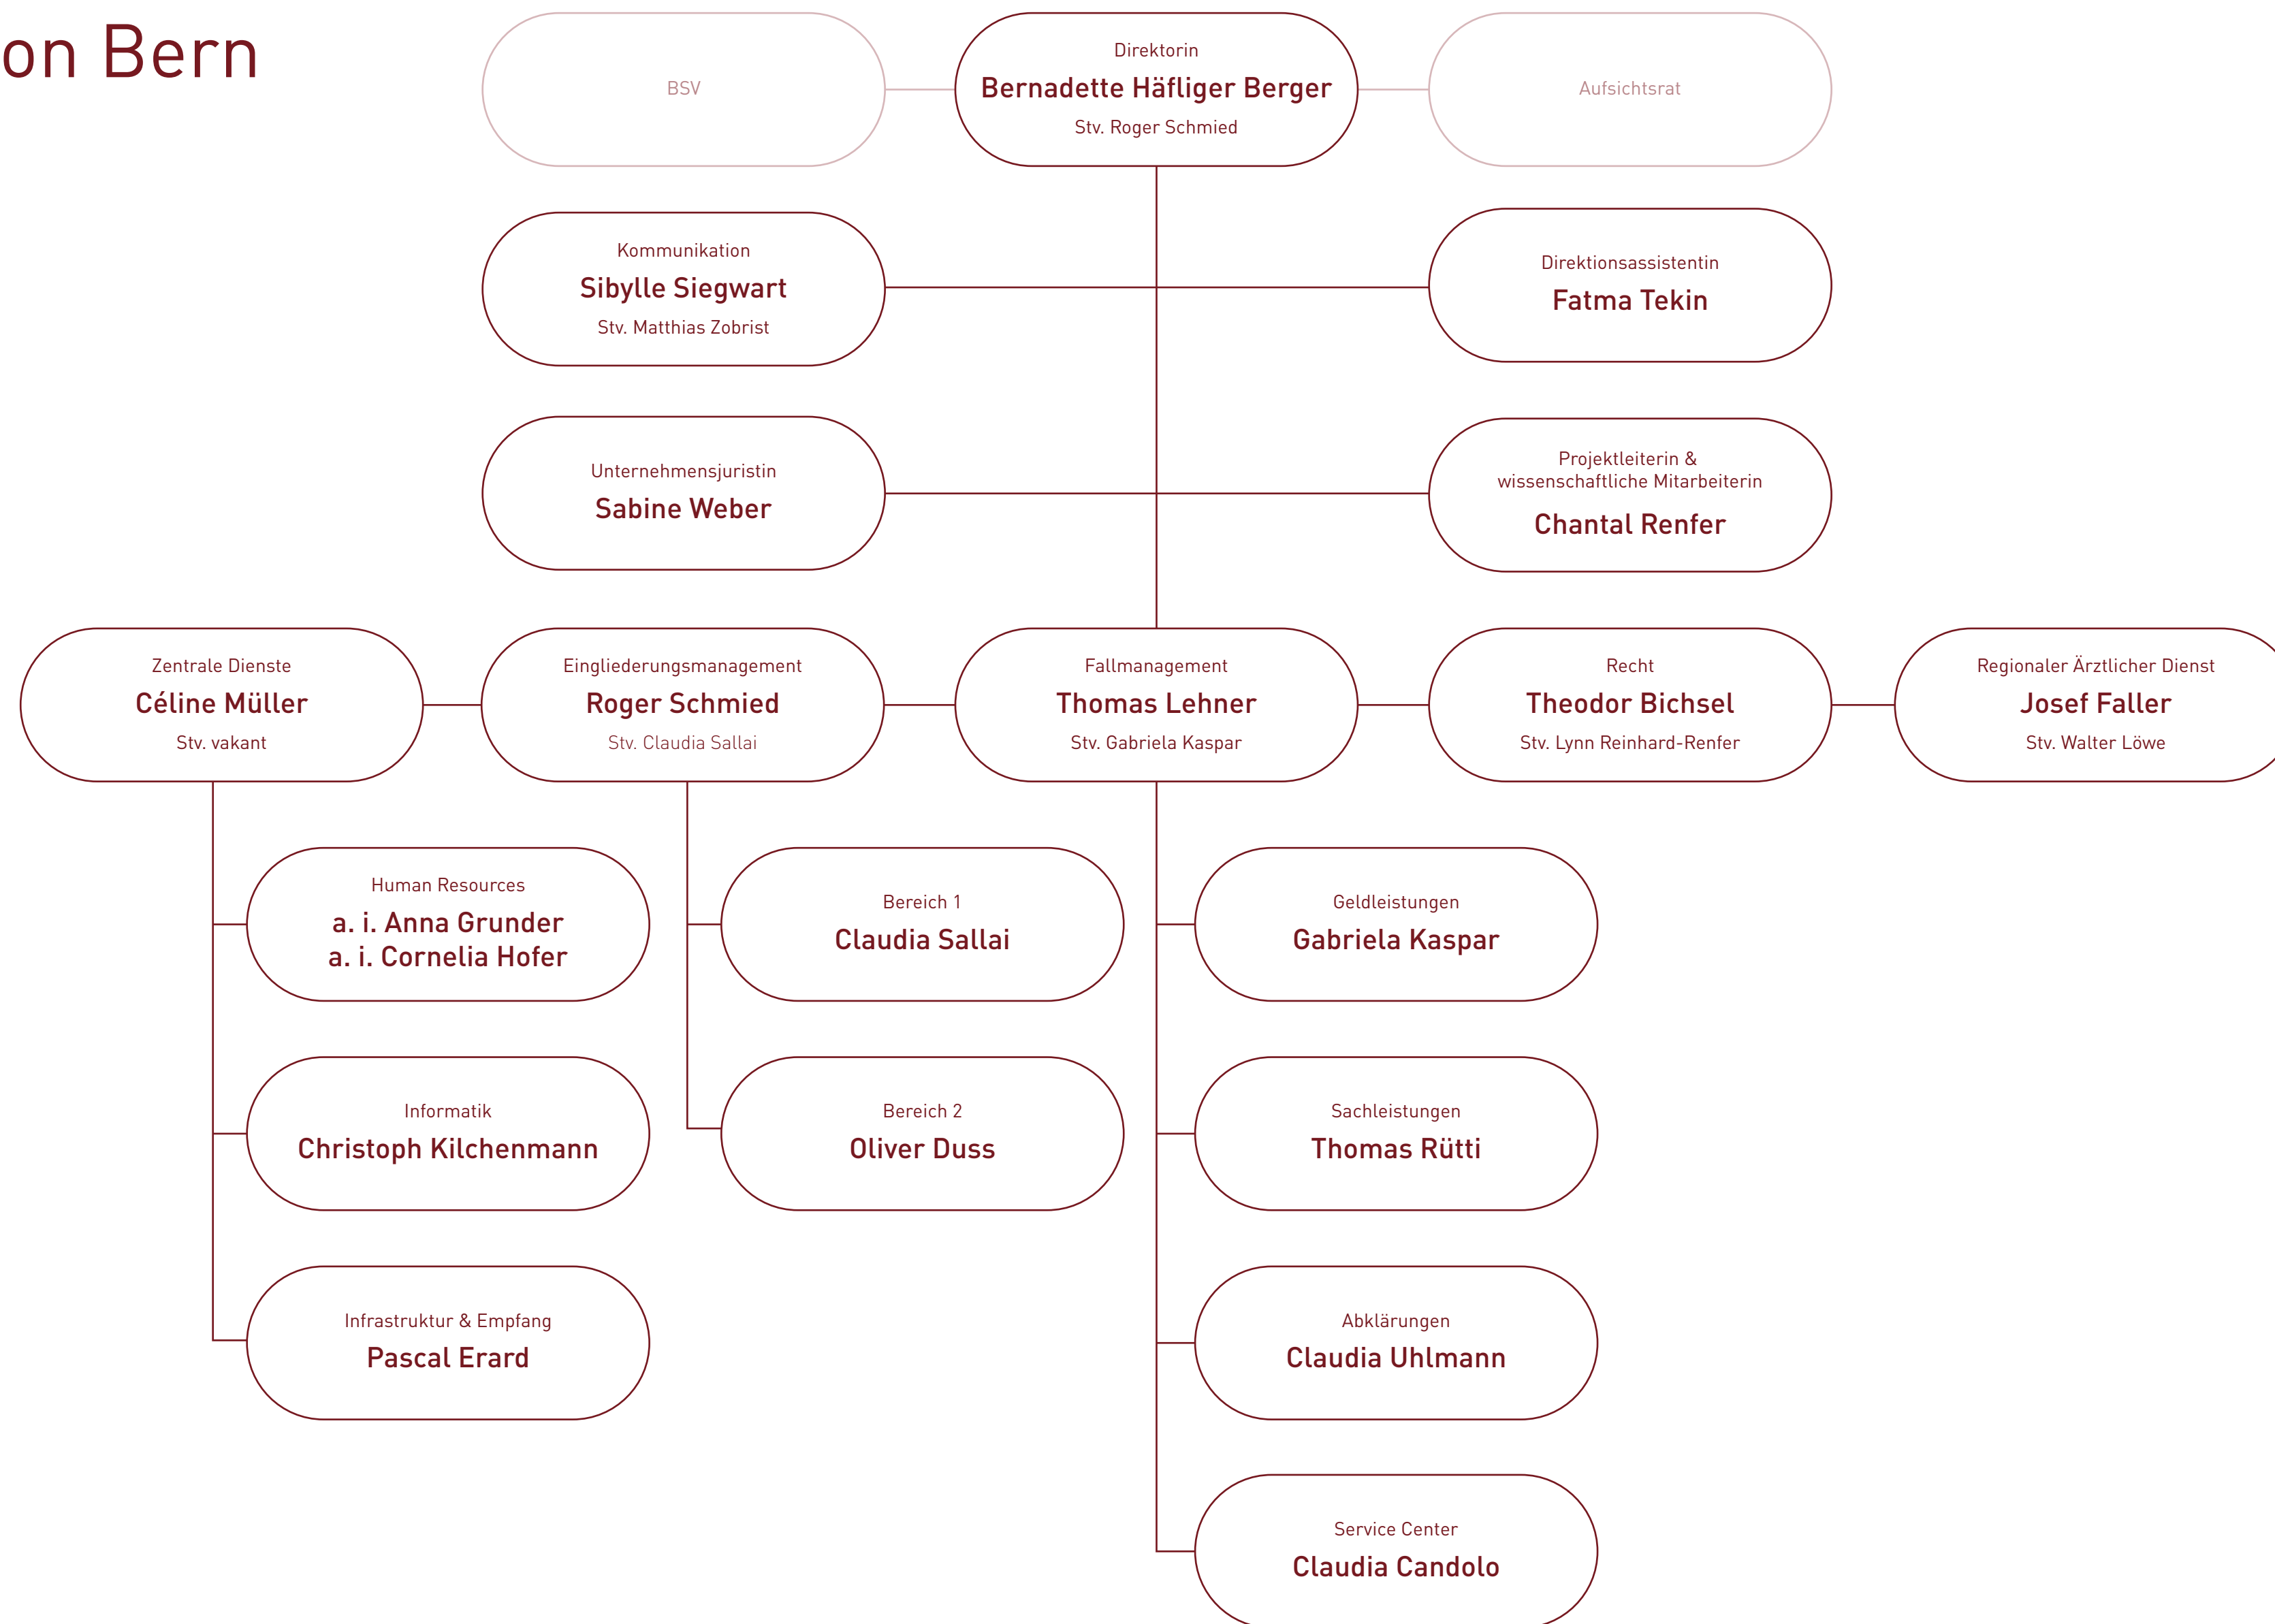 on Bern
BSV
Direktorin
Bernadette Häfliger Berger
Stv. Roger Schmied
Aufsichtsrat
Kommunikation
Sibylle Siegwart
Stv. Matthias Zobrist
Direktionsassistentin
Fatma Tekin
Unternehmensjuristin
Sabine Weber
Projektleiterin &
wissenschaftliche Mitarbeiterin
Chantal Renfer
Zentrale Dienste
Céline Müller
Stv. vakant
Eingliederungsmanagement
Roger Schmied
Stv. Claudia Sallai
Fallmanagement
Thomas Lehner
Stv. Gabriela Kaspar
Recht
Theodor Bichsel
Stv. Lynn Reinhard-Renfer
Regionaler Ärztlicher Dienst
Josef Faller
Stv. Walter Löwe
Human Resources
a. i. Anna Grunder
a. i. Cornelia Hofer
Bereich 1
Claudia Sallai
Geldleistungen
Gabriela Kaspar
Informatik
Christoph Kilchenmann
Bereich 2
Oliver Duss
Sachleistungen
Thomas Rütti
Infrastruktur & Empfang
Pascal Erard
Abklärungen
Claudia Uhlmann
Service Center
Claudia Candolo